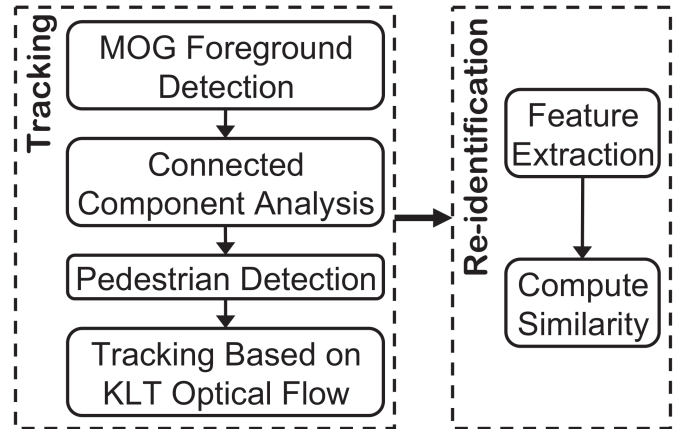 Tracking
MOG Foreground
Detection
Connected
Component Analysis
Pedestrian Detection
Tracking Based on
KLT Optical Flow
Re-identification
Feature
Extraction
Compute
Similarity